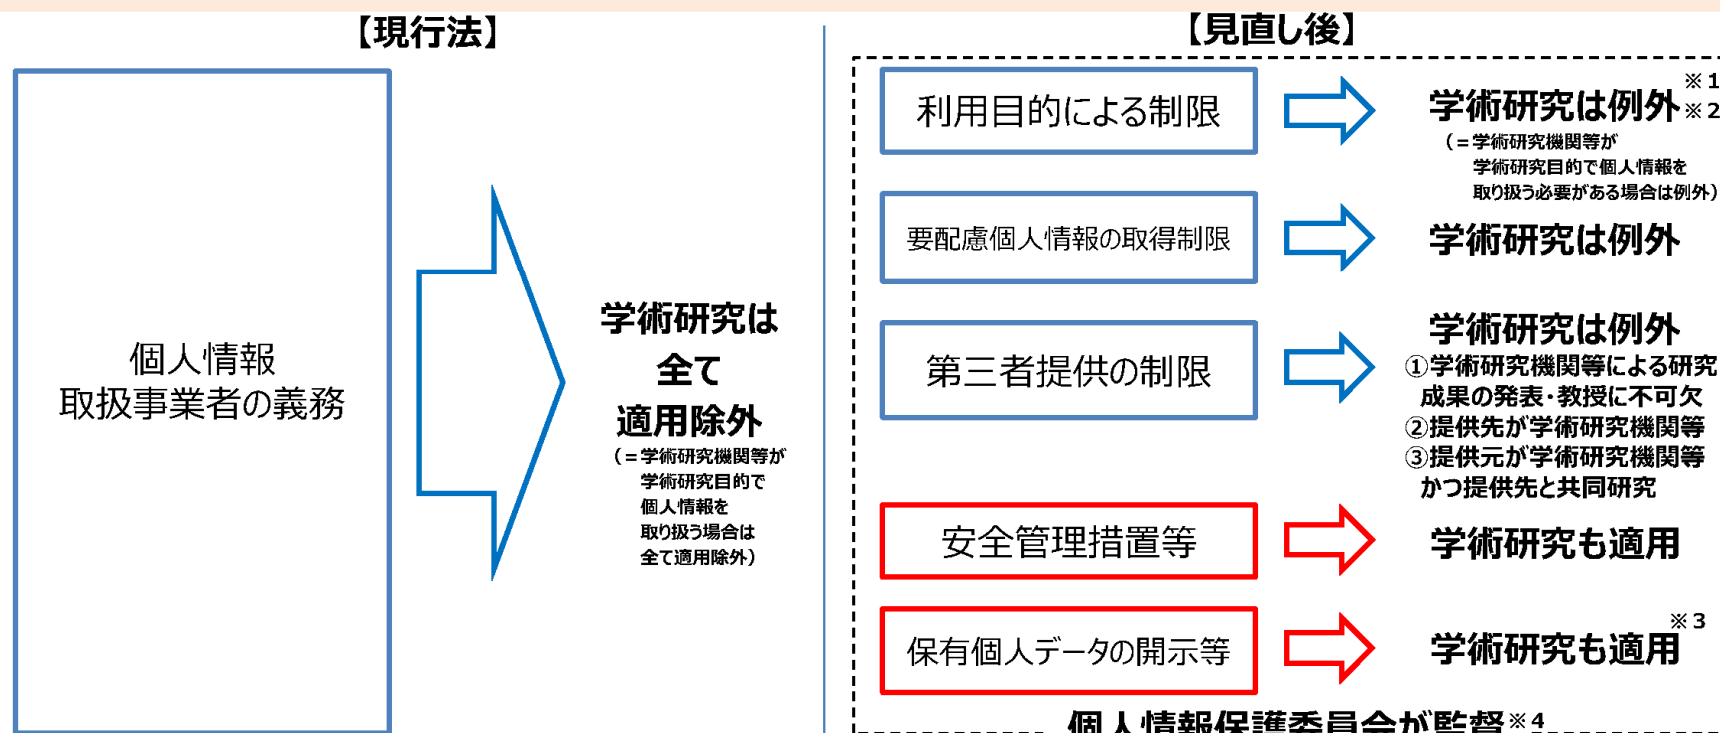 【現行法】
個人情報
取扱事業者の義務
学術研究は
全て
適用除外
(=学術研究機関等が
学術研究目的で
個人情報を
取り扱う場合は
全て適用除外)
【見直し後】
利用目的による制限
学術研究は例外※1
※2
(=学術研究機関等が
学術研究目的で個人情報を
取り扱う必要がある場合は例外)
要配慮個人情報の取得制限
学術研究は例外
第三者提供の制限
学術研究は例外
①学術研究機関等による研究
成果の発表・教授に不可欠
②提供先が学術研究機関等
③提供元が学術研究機関等
かつ提供先と共同研究
安全管理措置等
学術研究も適用
保有個人データの開示等
学術研究も適用※3
個人情報保護委員会が監督※4